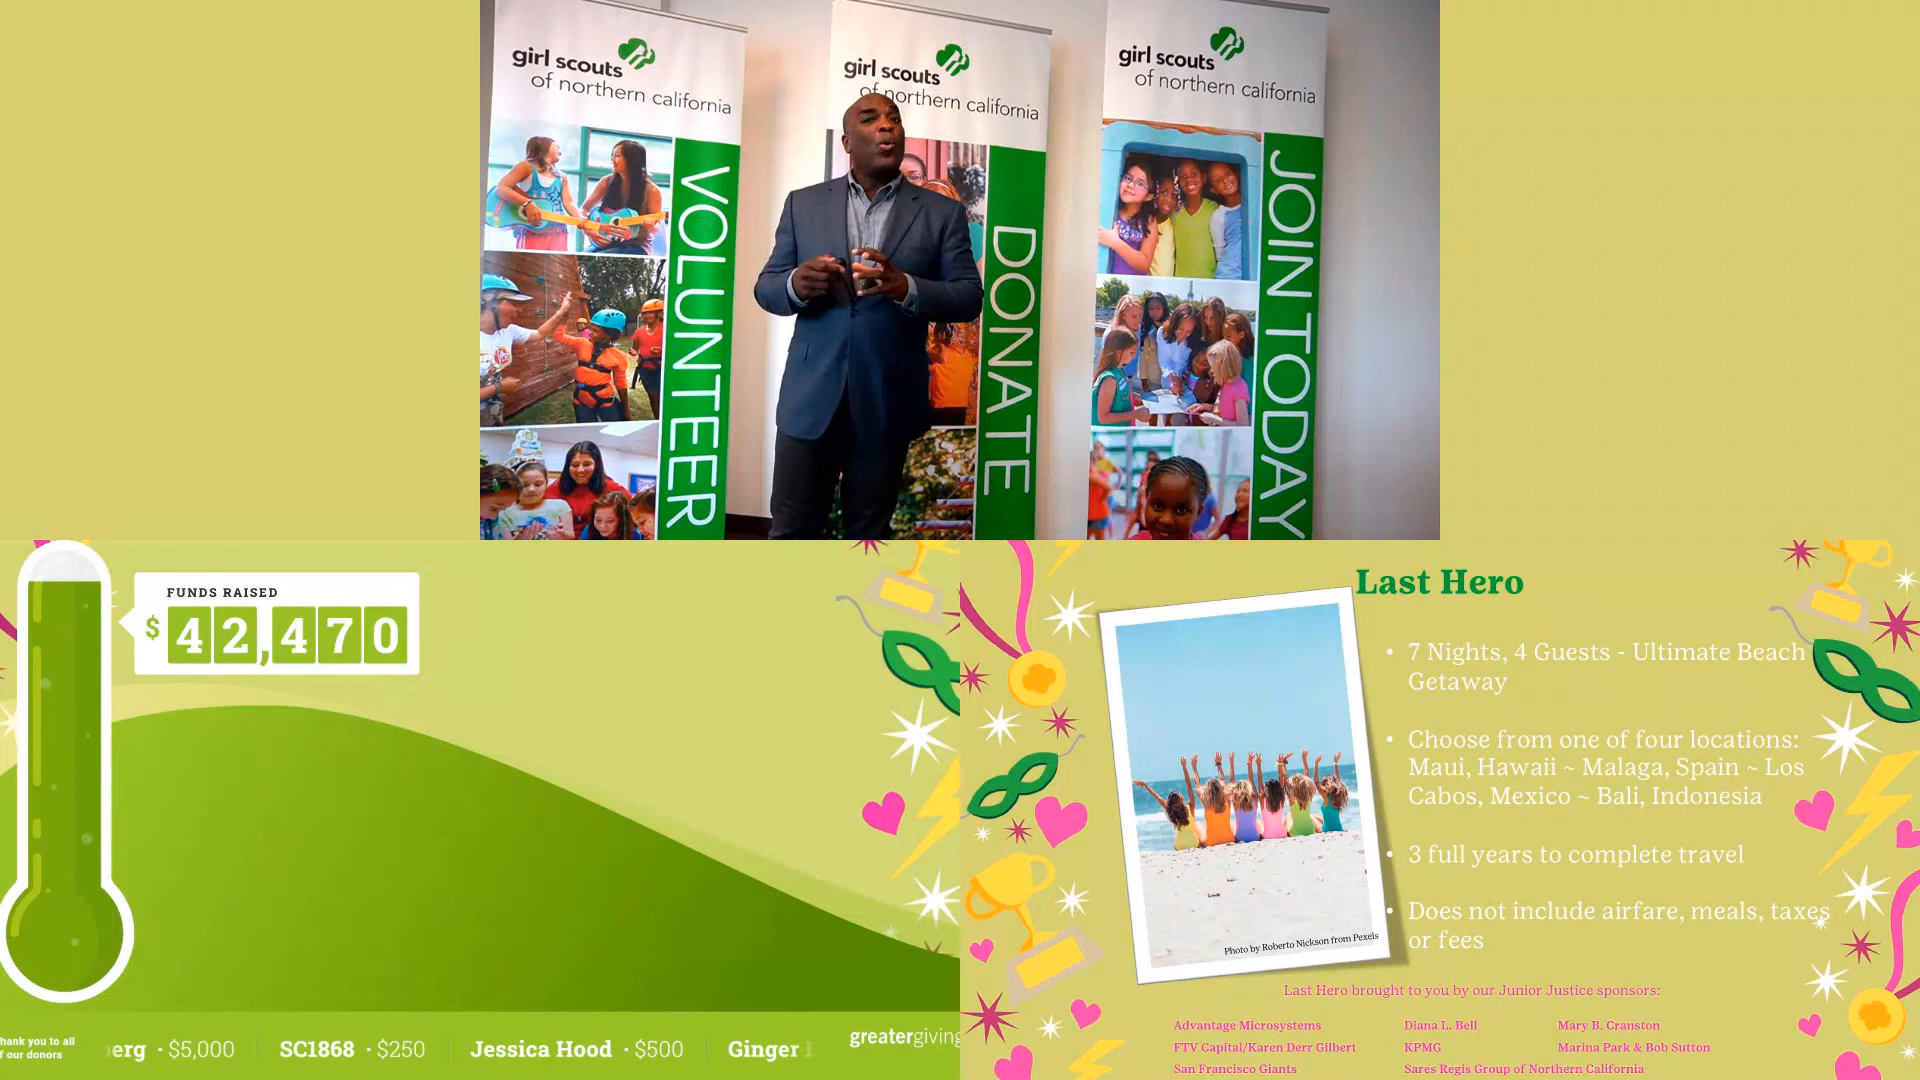 girl scouts
of northern california
VOLUNTEER
girl scouts
of northern california
DONATE
girl scouts
of northern california
JOIN TODAY
FUNDS RAISED
$42,470
hank you to all
f our donors
erg · $5,000
SC1868 · $250
Jessica Hood · $500
Ginger
greatergiving
Last Hero
• 7 Nights, 4 Guests - Ultimate Beach
Getaway
• Choose from one of four locations:
Maui, Hawaii ~ Malaga, Spain ~ Los
Cabos, Mexico ~ Bali, Indonesia
• 3 full years to complete travel
• Does not include airfare, meals, taxes
or fees
Photo by Roberto Nickson from Pexels
Last Hero brought to you by our Junior Justice sponsors:
Advantage Microsystems
Diana L. Bell
Mary B. Cranston
FTV Capital/Karen Derr Gilbert
KPMG
Marina Park & Bob Sutton
San Francisco Giants
Sares Regis Group of Northern California